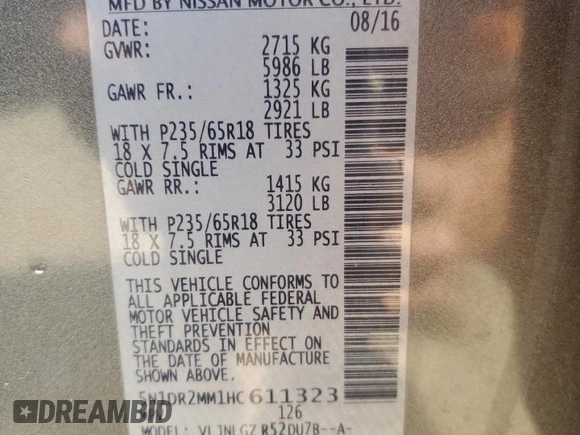 MFD BY NISSAN MOTOR CO., LTD.
DATE: 08/16
GVWR: 2715 KG
5986 LB
GAWR FR.: 1325 KG
2921 LB
WITH P235/65R18 TIRES
18 X 7.5 RIMS AT 33 PSI
COLD SINGLE
GAWR RR.: 1415 KG
3120 LB
WITH P235/65R18 TIRES
18 X 7.5 RIMS AT 33 PSI
COLD SINGLE
THIS VEHICLE CONFORMS TO
ALL APPLICABLE FEDERAL
MOTOR VEHICLE SAFETY AND
THEFT PREVENTION
STANDARDS IN EFFECT ON
THE DATE OF MANUFACTURE
SHOWN ABOVE.
5N1DR2MM1HC611323
126
MODEL: R52DU7B--A-
BIDCARS